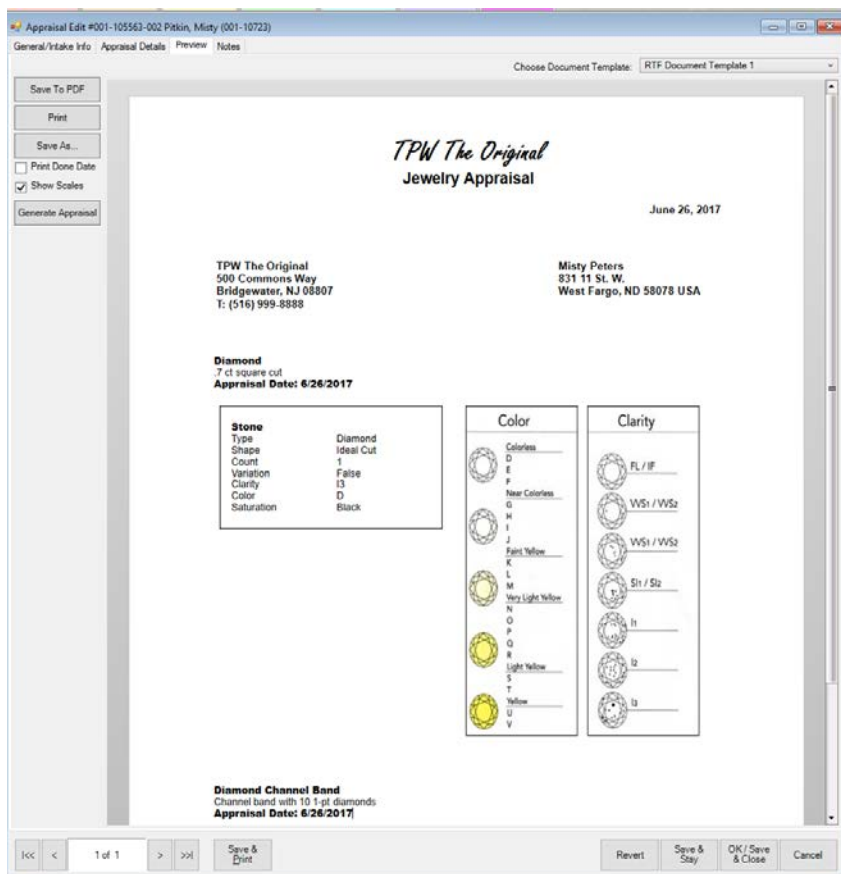 Appraisal Edit #001-105563-002 Pitkin, Misty (001-10723)
General/Intake Info Appraisal Details Preview Notes
Choose Document Template: RTF Document Template 1
Save To PDF
Print
Save As...
Print Done Date
Show Scales
Generate Appraisal
TPW The Original
Jewelry Appraisal
June 26, 2017
TPW The Original
500 Commons Way
Bridgewater, NJ 08807
T: (516) 999-8888
Misty Peters
831 11 St. W.
West Fargo, ND 58078 USA
Diamond
.7 ct square cut
Appraisal Date: 6/26/2017
Stone
Type Diamond
Shape Ideal Cut
Count 1
Variation False
Clarity I3
Color D
Saturation Black
Color
Colorless
D
E
F
Near Colorless
G
H
I
J
Faint Yellow
K
L
M
Very Light Yellow
N
O
P
Q
R
Light Yellow
S
T
Yellow
U
V
Clarity
FL / IF
VVS1 / VVS2
VVS1 / VVS2
SI1 / SI2
I1
I2
I3
Diamond Channel Band
Channel band with 10 1-pt diamonds
Appraisal Date: 6/26/2017
|<< < 1 of 1 > >>|
Save & Print
Revert
Save & Stay
OK / Save & Close
Cancel